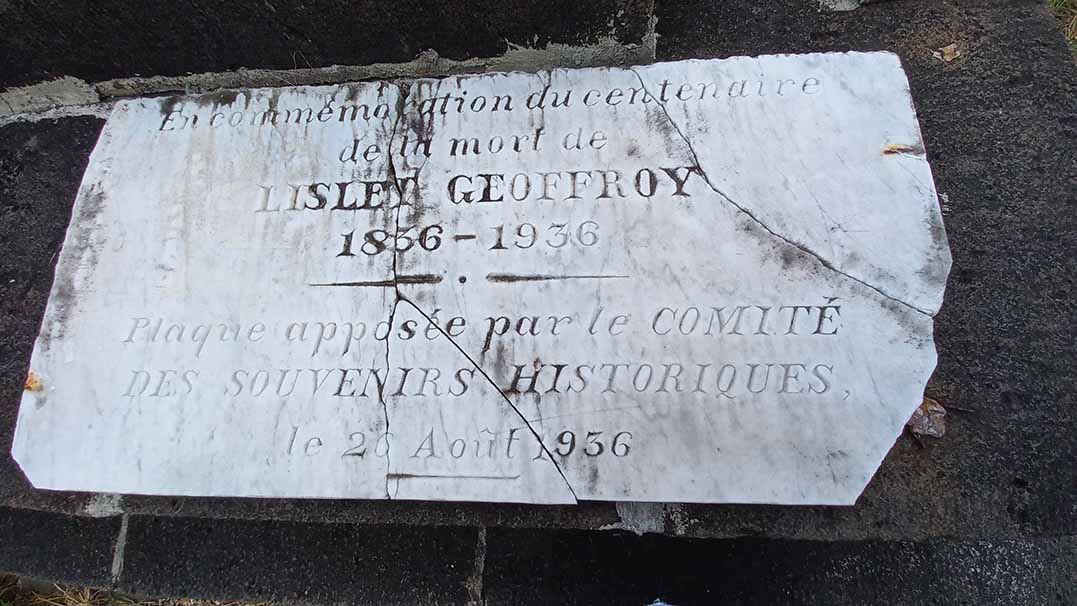 En commémoration du centenaire
de la mort de
LISLEY GEOFFROY
1836 - 1936
Plaque apposée par le COMITÉ
DES SOUVENIRS HISTORIQUES,
le 26 Août 1936